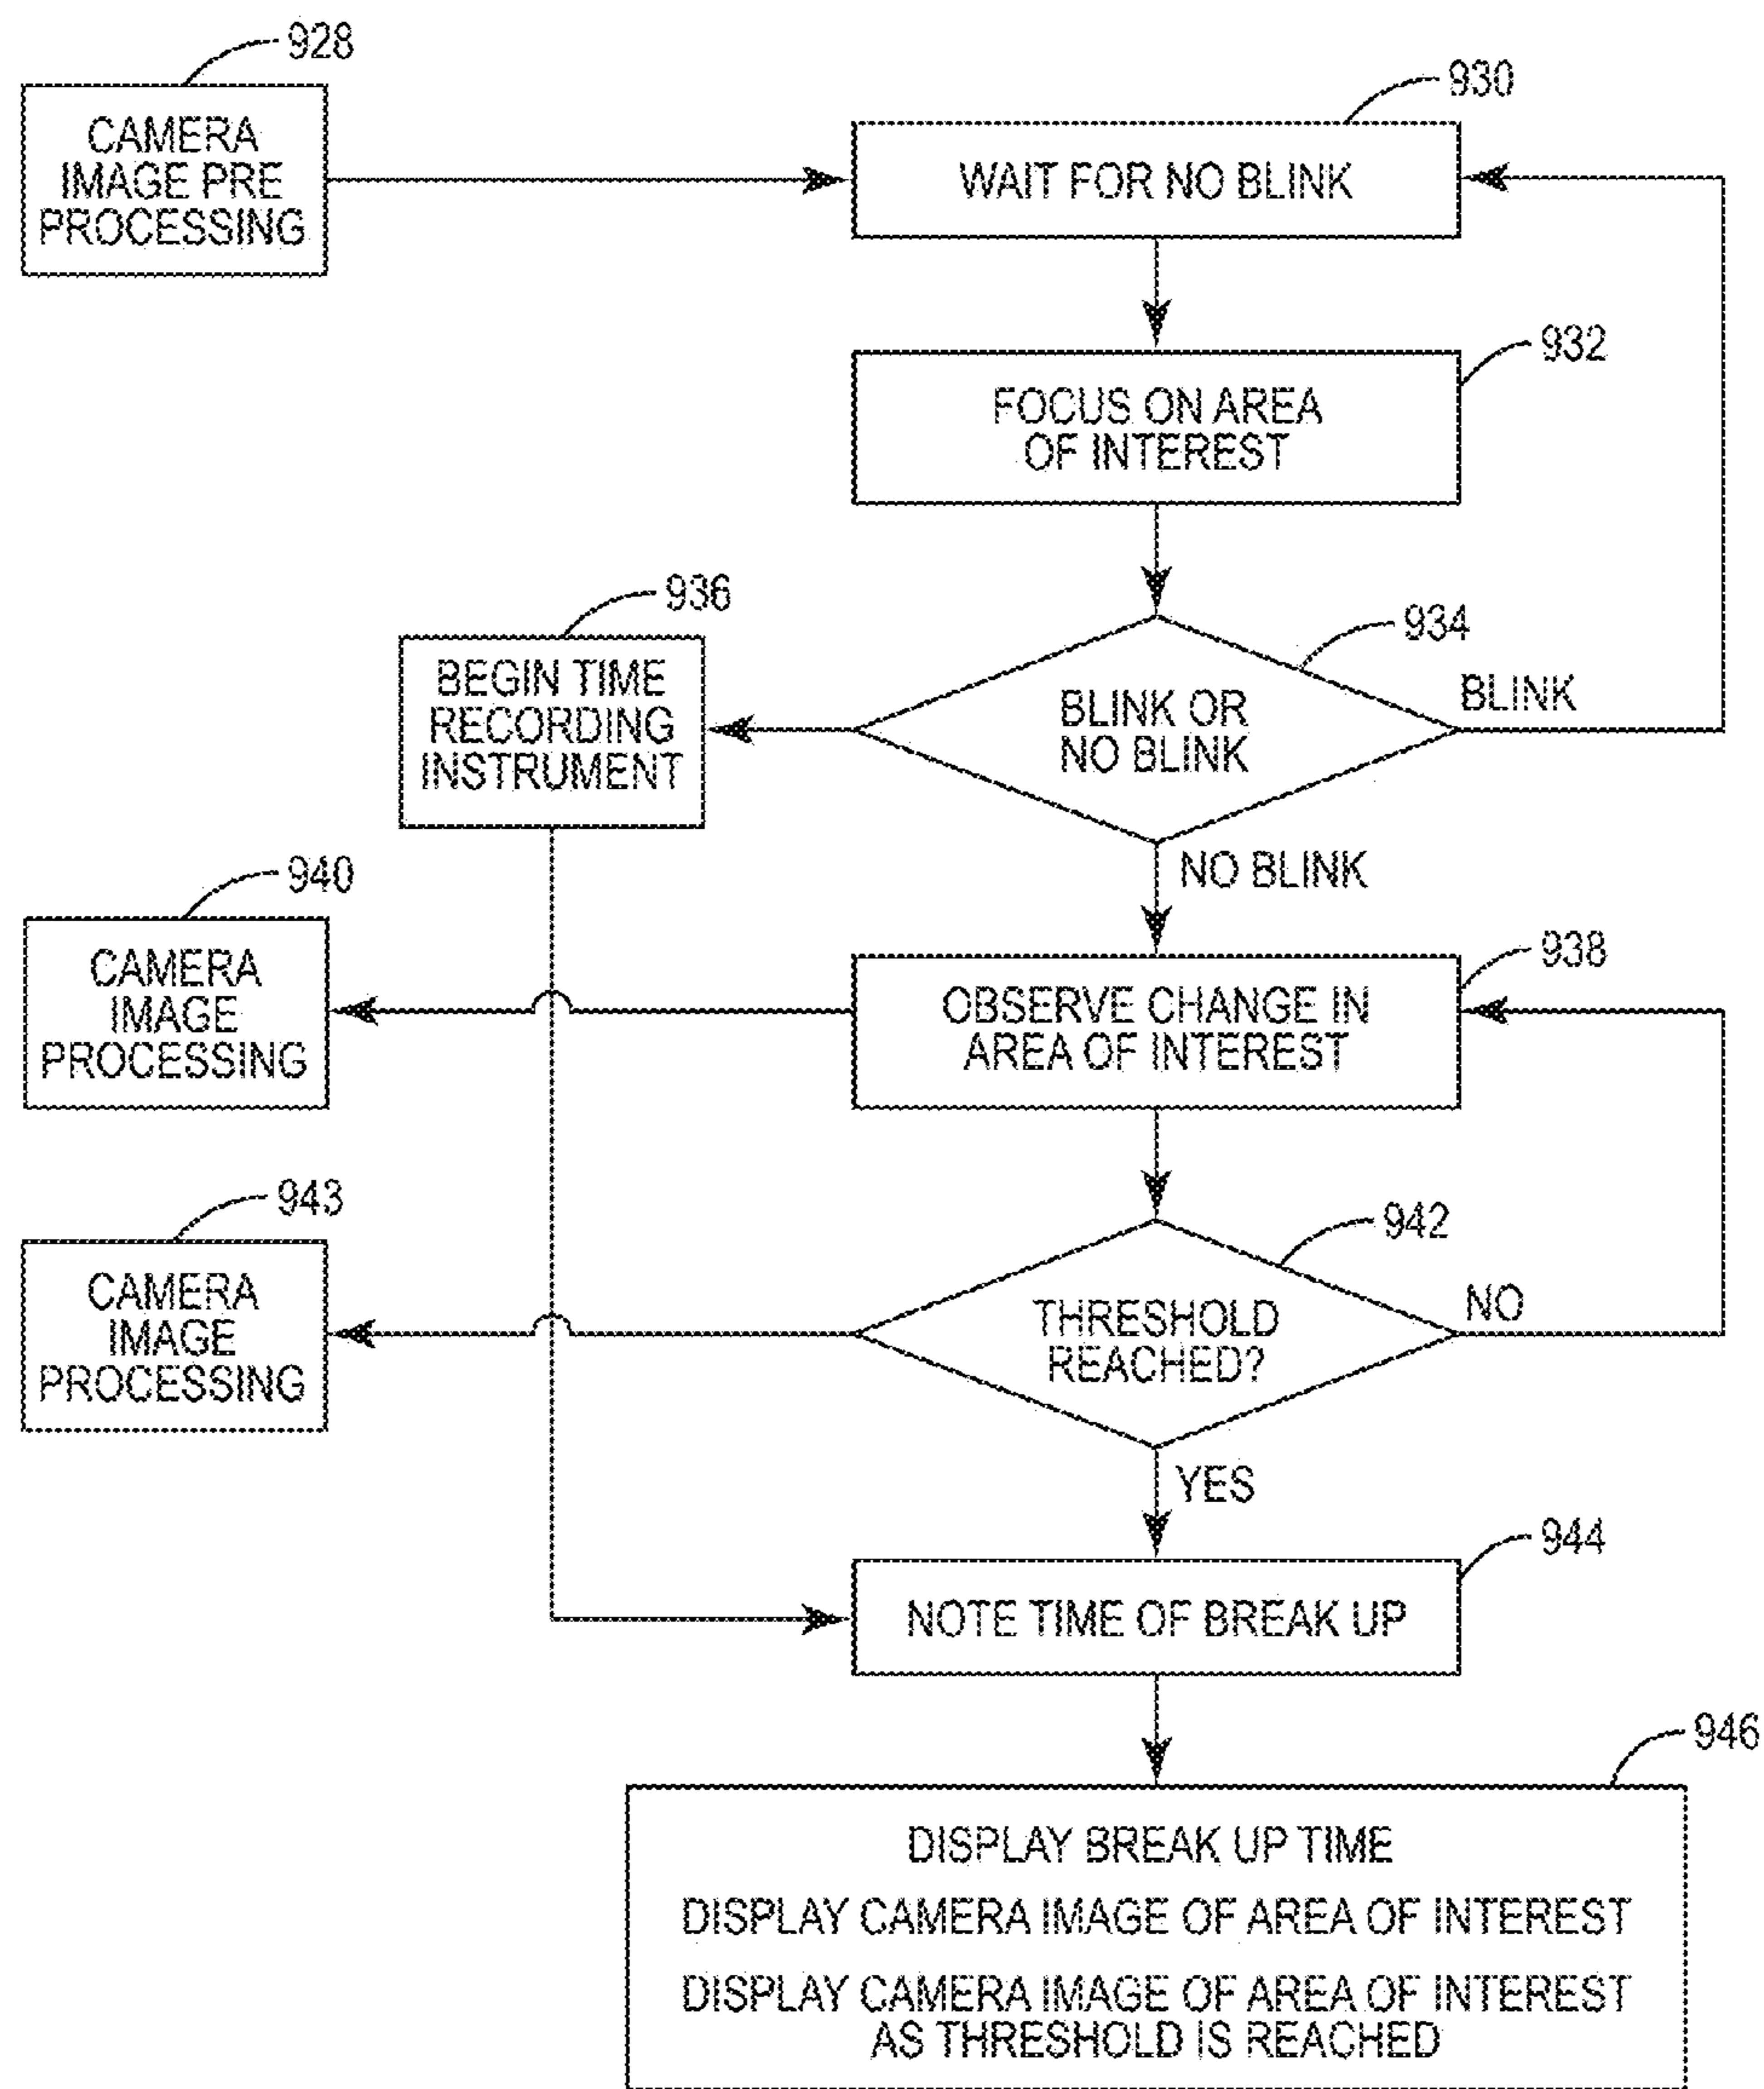 928
CAMERA
IMAGE PRE
PROCESSING
930
WAIT FOR NO BLINK
932
FOCUS ON AREA
OF INTEREST
934
BLINK OR
NO BLINK
BLINK
936
BEGIN TIME
RECORDING
INSTRUMENT
NO BLINK
938
OBSERVE CHANGE IN
AREA OF INTEREST
940
CAMERA
IMAGE
PROCESSING
942
THRESHOLD
REACHED?
NO
943
CAMERA
IMAGE
PROCESSING
YES
944
NOTE TIME OF BREAK UP
946
DISPLAY BREAK UP TIME
DISPLAY CAMERA IMAGE OF AREA OF INTEREST
DISPLAY CAMERA IMAGE OF AREA OF INTEREST
AS THRESHOLD IS REACHED